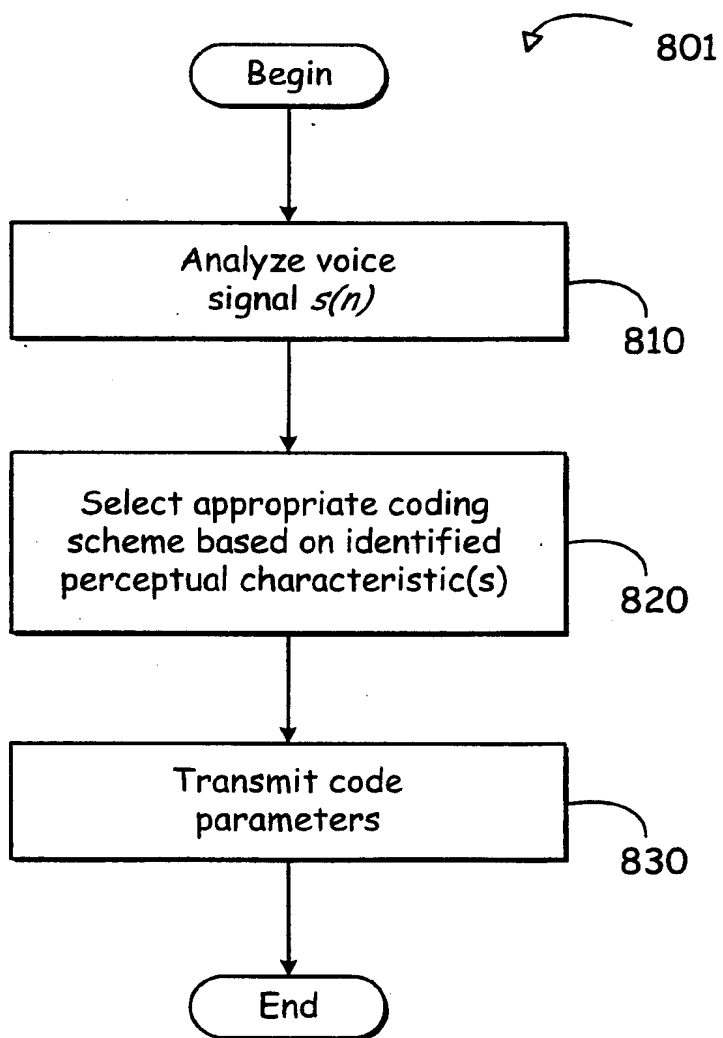 801
Begin
Analyze voice
signal s(n)
810
Select appropriate coding
scheme based on identified
perceptual characteristic(s)
820
Transmit code
parameters
830
End